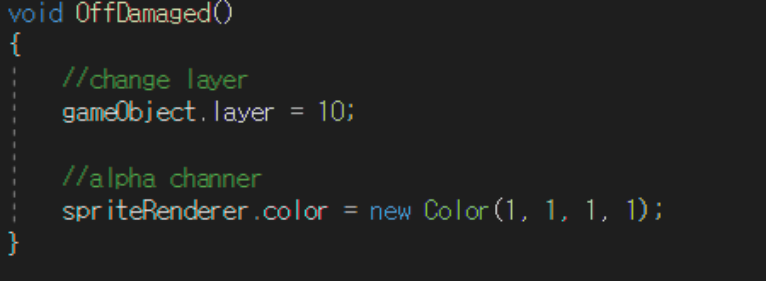 void OffDamaged()
{
//change layer
gameObject.layer = 10;
//alpha channer
spriteRenderer.color = new Color(1, 1, 1, 1);
}